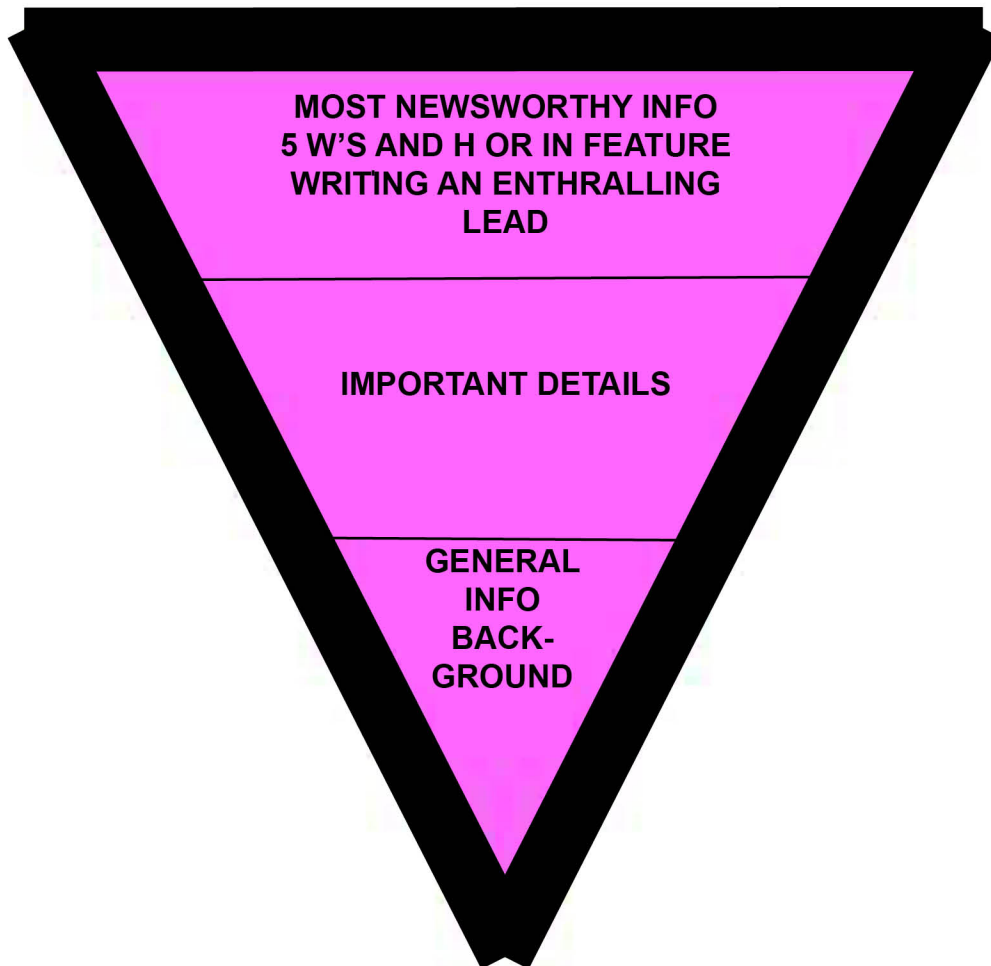 MOST NEWSWORTHY INFO
5 W’S AND H OR IN FEATURE
WRITING AN ENTHRALLING
LEAD
IMPORTANT DETAILS
GENERAL
INFO
BACK-
GROUND